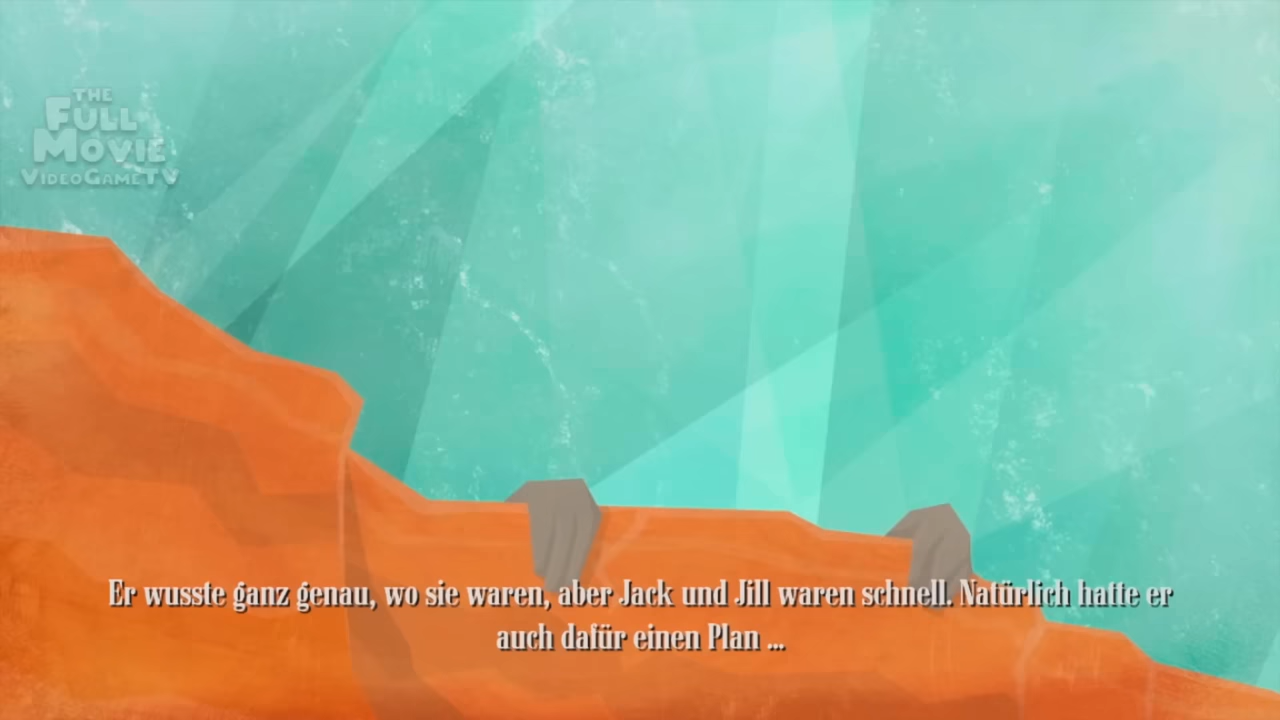 THE
FULL
MOVIE
VIDEOGAMETV
Er wusste ganz genau, wo sie waren, aber Jack und Jill waren schnell. Natürlich hatte er
auch dafür einen Plan ...